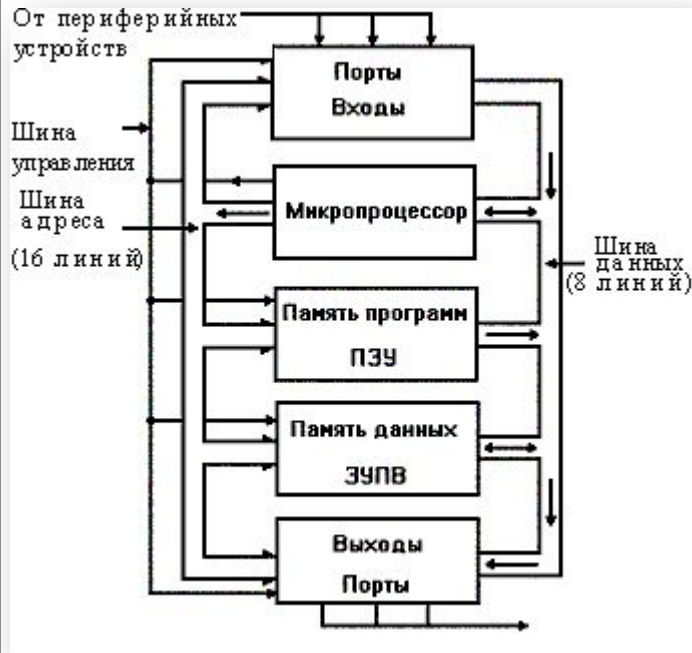 От периферийных
устройств
Порты
Входы
Шина
управления
Микропроцессор
Шина
адреса
(16 линий)
Шина
данных
(8 линий)
Память программ
ПЗУ
Память данных
ЗУПВ
Выходы
Порты